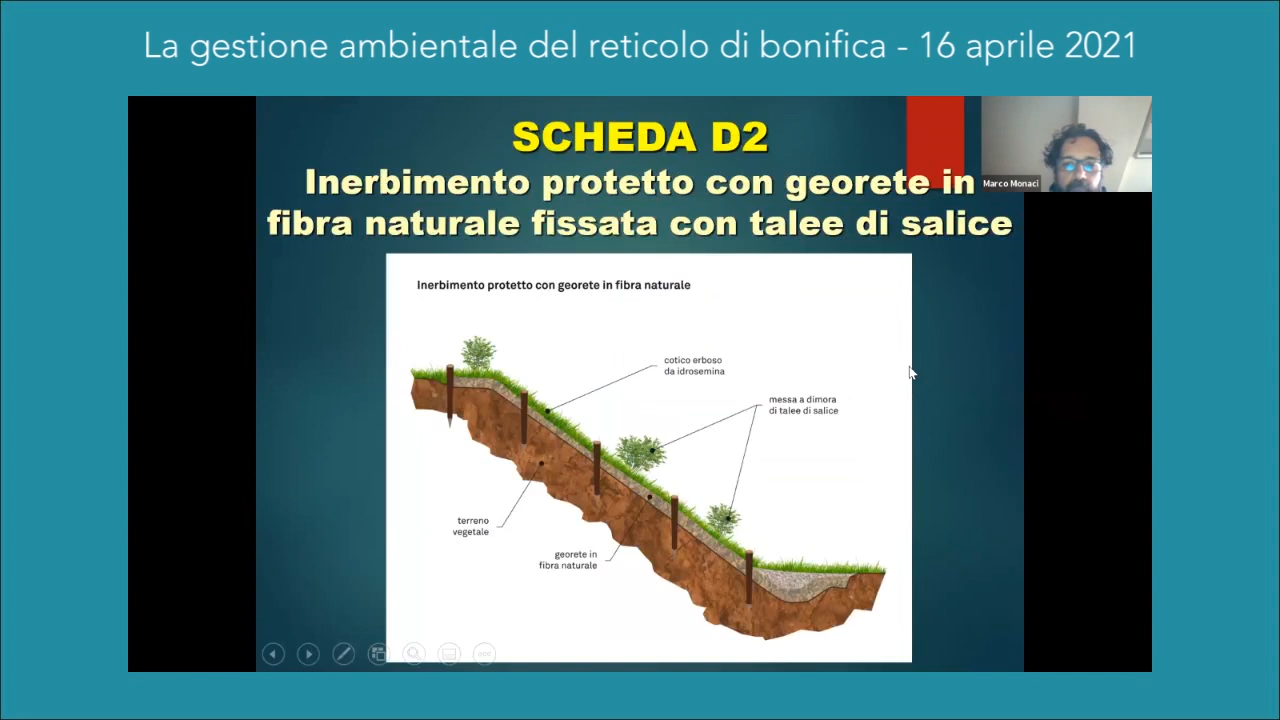 La gestione ambientale del reticolo di bonifica - 16 aprile 2021
SCHEDA D2
Inerbimento protetto con georete in
fibra naturale fissata con talee di salice
Marco Monaci
Inerbimento protetto con georete in fibra naturale
cotico erboso
da idrosemina
messa a dimora
di talee di salice
terreno
vegetale
georete in
fibra naturale